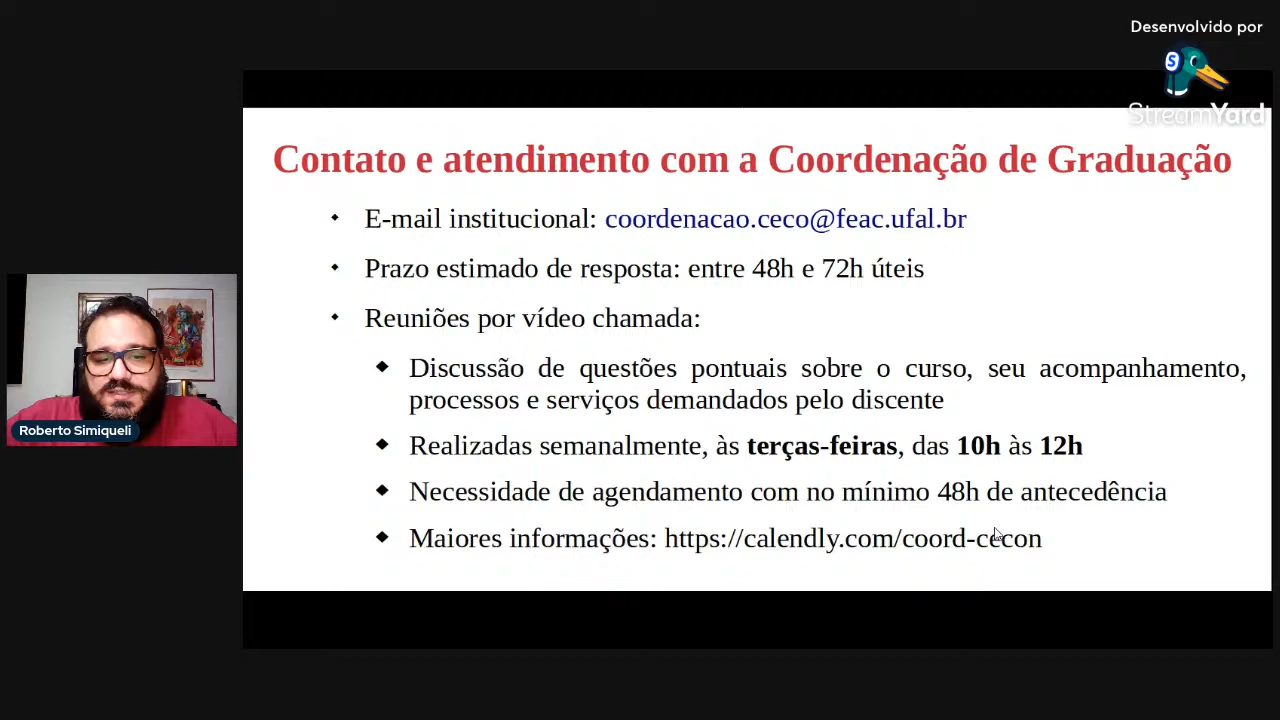 Desenvolvido por
S
StreamYard
Contato e atendimento com a Coordenação de Graduação
E-mail institucional: coordenacao.ceco@feac.ufal.br
Prazo estimado de resposta: entre 48h e 72h úteis
Reuniões por vídeo chamada:
Discussão de questões pontuais sobre o curso, seu acompanhamento,
processos e serviços demandados pelo discente
Realizadas semanalmente, às terças-feiras, das 10h às 12h
Necessidade de agendamento com no mínimo 48h de antecedência
Maiores informações: https://calendly.com/coord-cecon
Roberto Simiqueli